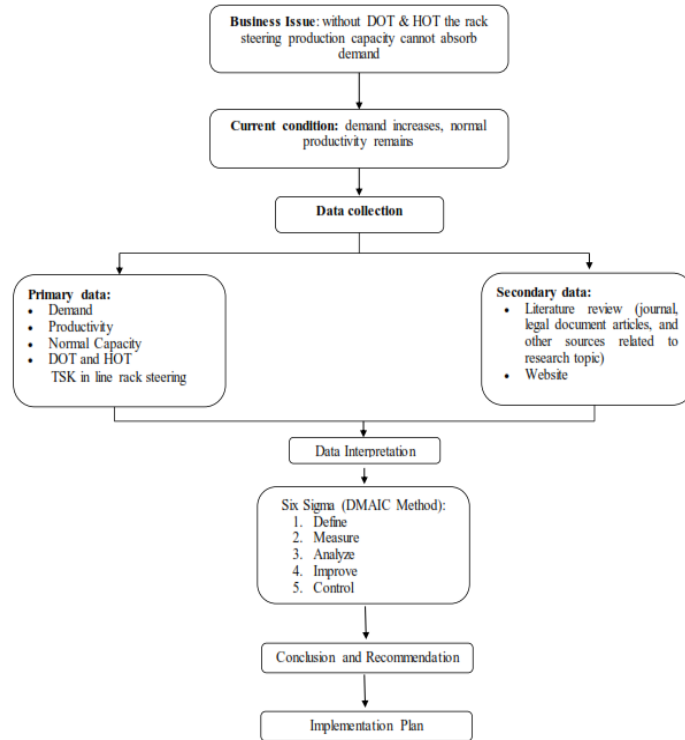 Business Issue: without DOT & HOT the rack
steering production capacity cannot absorb
demand
Current condition: demand increases, normal
productivity remains
Data collection
Primary data:
• Demand
• Productivity
• Normal Capacity
• DOT and HOT
TSK in line rack steering
Secondary data:
• Literature review (journal,
legal document articles, and
other sources related to
research topic)
• Website
Data Interpretation
Six Sigma (DMAIC Method):
1. Define
2. Measure
3. Analyze
4. Improve
5. Control
Conclusion and Recommendation
Implementation Plan